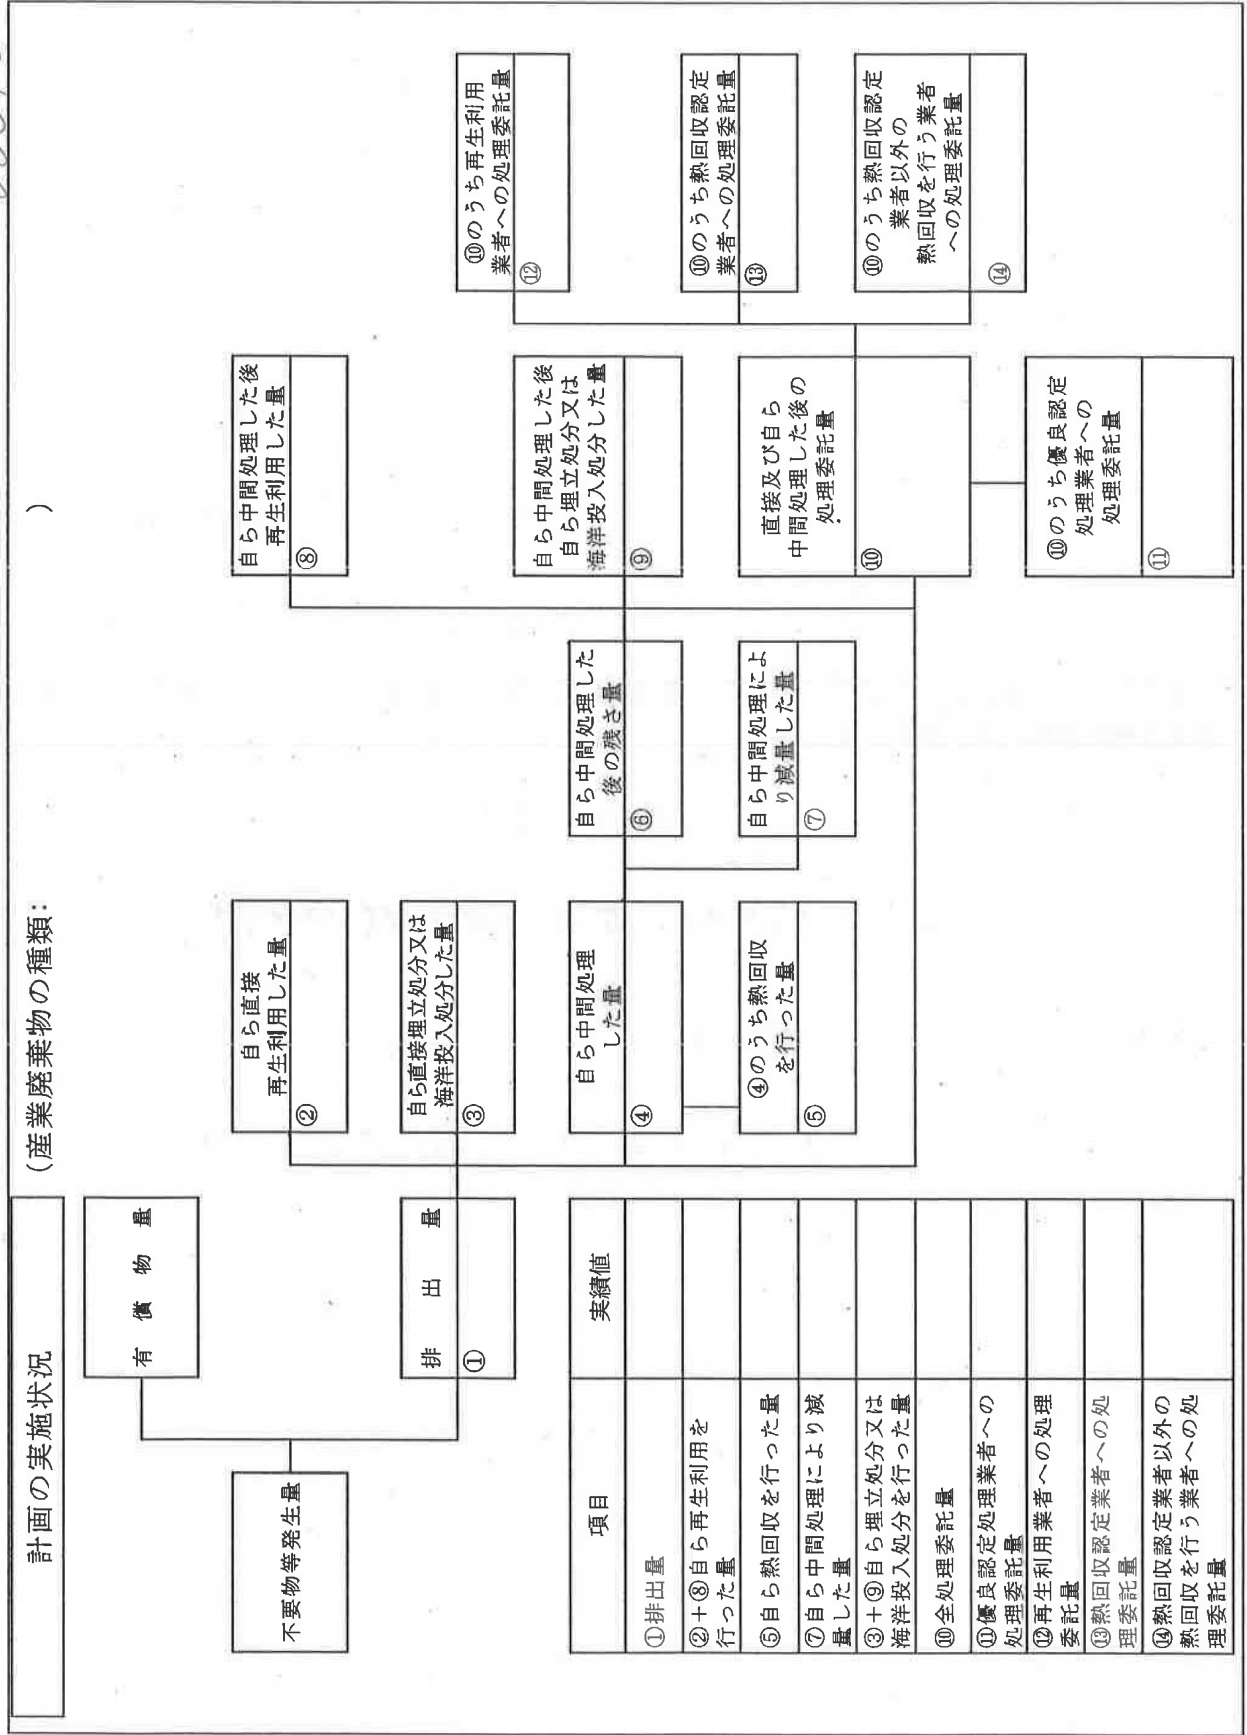 計画の実施状況
(産業廃棄物の種類: )
不要物等発生量
有償物量
排出量
①
自ら直接
再生利用した量
②
自ら直接埋立処分又は
海洋投入処分した量
③
自ら中間処理
した量
④
④のうち熱回収
を行った量
⑤
自ら中間処理した
後の残さ量
⑥
自ら中間処理によ
り減量した量
⑦
自ら中間処理した後
再生利用した量
⑧
自ら中間処理した後
自ら埋立処分又は
海洋投入処分した量
⑨
直接及び自ら
中間処理した後の
処理委託量
⑩
⑩のうち優良認定
処理業者への
処理委託量
⑪
⑩のうち再生利用
業者への処理委託量
⑫
⑩のうち熱回収認定
業者への処理委託量
⑬
⑩のうち熱回収認定
業者以外の
熱回収を行う業者
への処理委託量
⑭
項目
実績値
①排出量
②+⑧自ら再生利用を
行った量
⑤自ら熱回収を行った量
⑦自ら中間処理により減
量した量
③+⑨自ら埋立処分又は
海洋投入処分を行った量
⑩全処理委託量
⑪優良認定処理業者への
処理委託量
⑫再生利用業者への処理
委託量
⑬熱回収認定業者への処
理委託量
⑭熱回収認定業者以外の
熱回収を行う業者への処
理委託量